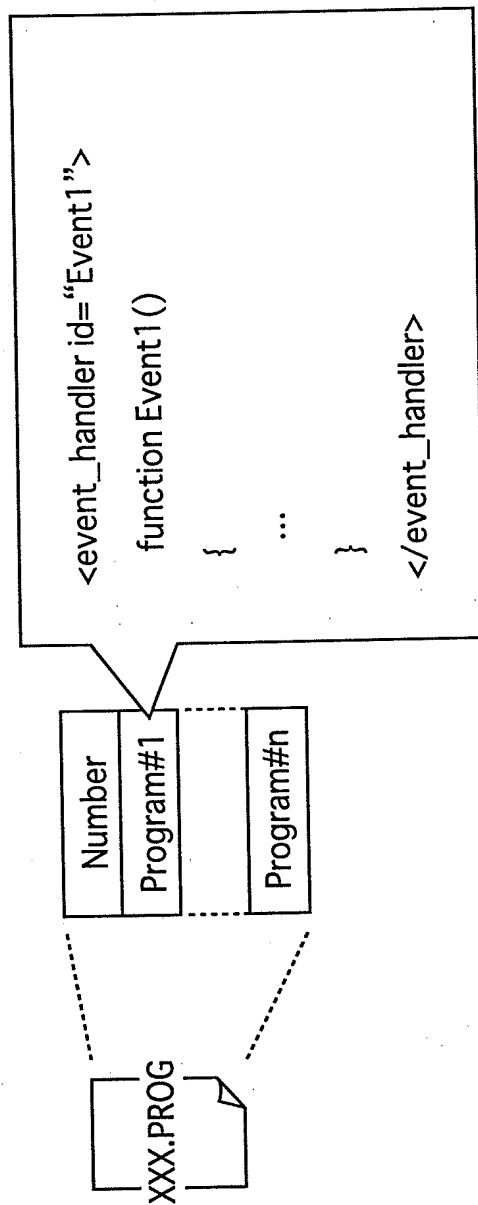 XXX.PROG
Number
Program#1
Program#n
<event_handler id=“Event1”>
function Event1()
{
...
}
</event_handler>